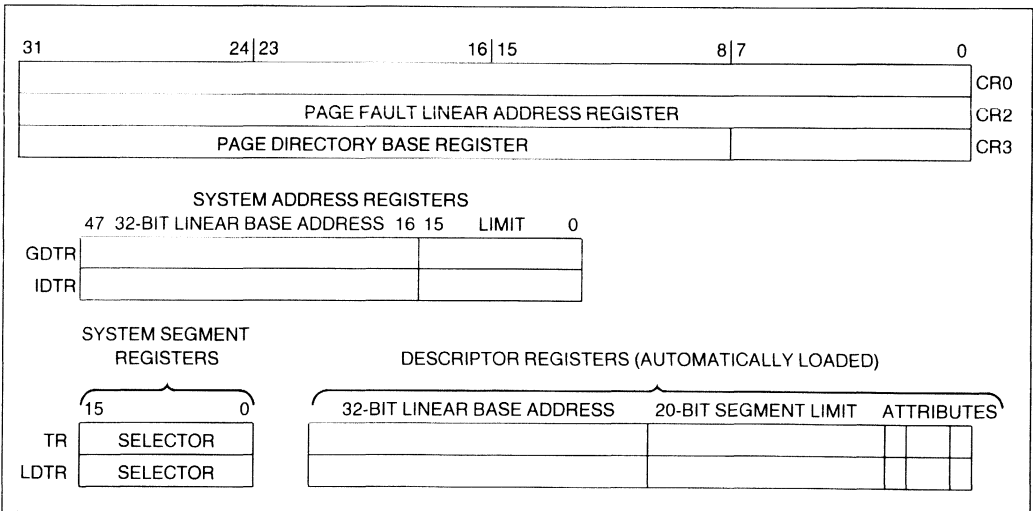 31 24 23 16 15 8 7 0
CR0
PAGE FAULT LINEAR ADDRESS REGISTER CR2
PAGE DIRECTORY BASE REGISTER CR3
SYSTEM ADDRESS REGISTERS
47 32-BIT LINEAR BASE ADDRESS 16 15 LIMIT 0
GDTR
IDTR
SYSTEM SEGMENT
REGISTERS
DESCRIPTOR REGISTERS (AUTOMATICALLY LOADED)
15 0
32-BIT LINEAR BASE ADDRESS 20-BIT SEGMENT LIMIT ATTRIBUTES
TR SELECTOR
LDTR SELECTOR